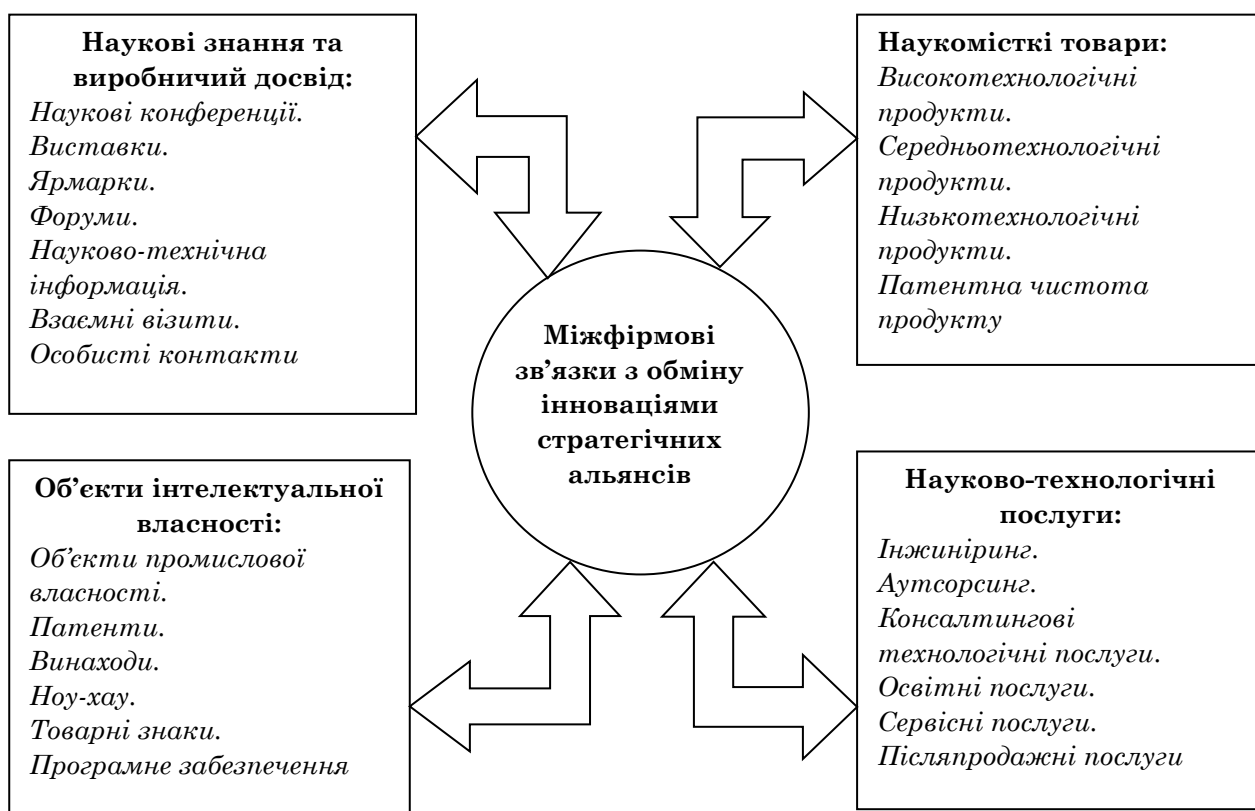 Наукові знання та
виробничий досвід:
Наукові конференції.
Виставки.
Ярмарки.
Форуми.
Науково-технічна
інформація.
Взаємні візити.
Особисті контакти
Наукомісткі товари:
Високотехнологічні
продукти.
Середньотехнологічні
продукти.
Низькотехнологічні
продукти.
Патентна чистота
продукту
Міжфірмові
зв’язки з обміну
інноваціями
стратегічних
альянсів
Об’єкти інтелектуальної
власності:
Об’єкти промислової
власності.
Патенти.
Винаходи.
Ноу-хау.
Товарні знаки.
Програмне забезпечення
Науково-технологічні
послуги:
Інжиніринг.
Аутсорсинг.
Консалтингові
технологічні послуги.
Освітні послуги.
Сервісні послуги.
Післяпродажні послуги